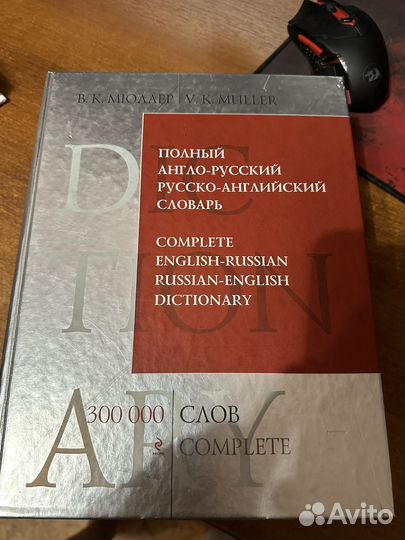 В. К. МЮЛЛЕР V. K. MULLER
DIC
ПОЛНЫЙ
АНГЛО-РУССКИЙ
РУССКО-АНГЛИЙСКИЙ
СЛОВАРЬ
COMPLETE
ENGLISH-RUSSIAN
RUSSIAN-ENGLISH
DICTIONARY
TION
ARY
300 000 СЛОВ
COMPLETE
Avito